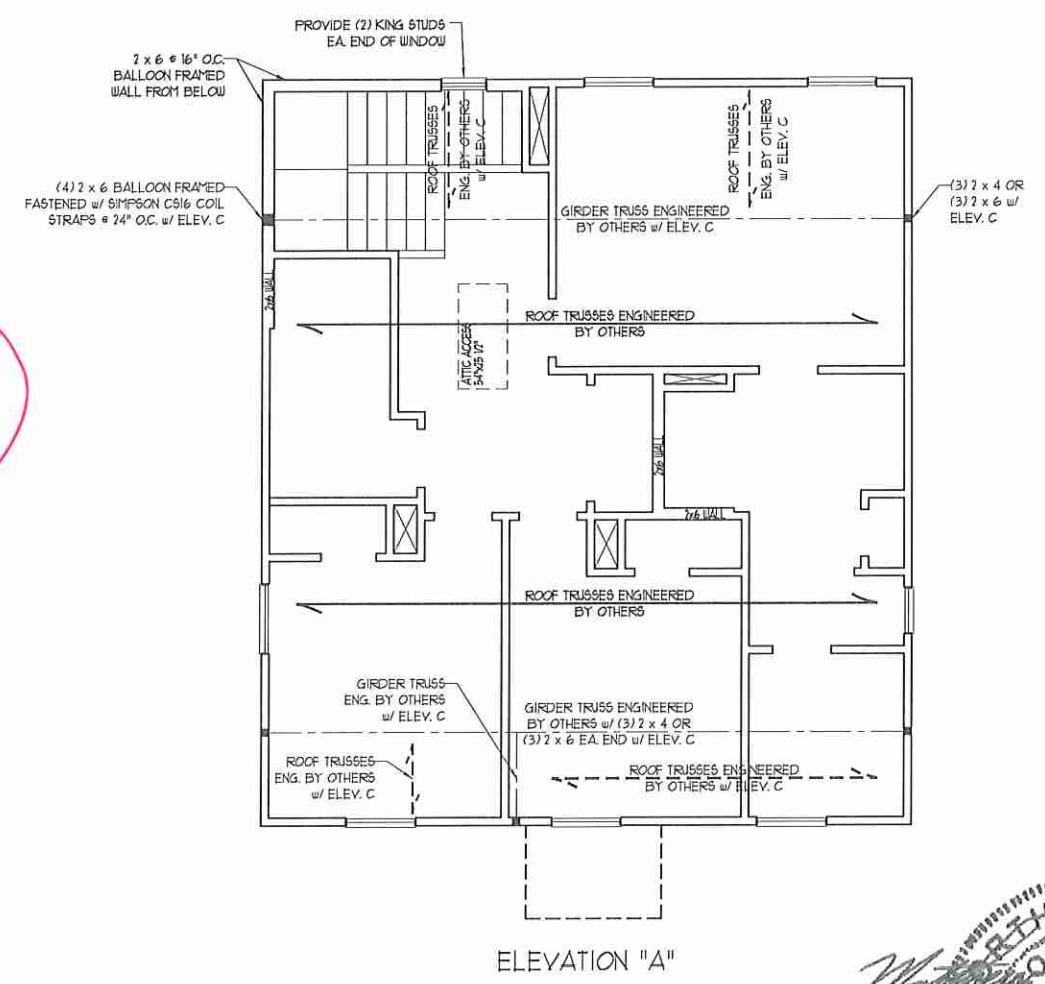 PROVIDE (2) KING STUDS
EA. END OF WINDOW
2 x 6 @ 16" O.C.
BALLOON FRAMED
WALL FROM BELOW
ROOF TRUSSES
ENG. BY OTHERS
w/ ELEV. C
ROOF TRUSSES
ENG. BY OTHERS
w/ ELEV. C
(4) 2 x 6 BALLOON FRAMED
FASTENED w/ SIMPSON CS16 COIL
STRAPS @ 24" O.C. w/ ELEV. C
(3) 2 x 4 OR
(3) 2 x 6 w/
ELEV. C
GIRDER TRUSS ENGINEERED
BY OTHERS w/ ELEV. C
2x6 WALL
ROOF TRUSSES ENGINEERED
BY OTHERS
ATTIC ACCESS
54"x25 1/2"
2x6 WALL
2x6 WALL
ROOF TRUSSES ENGINEERED
BY OTHERS
GIRDER TRUSS
ENG. BY OTHERS
w/ ELEV. C
GIRDER TRUSS ENGINEERED
BY OTHERS w/ (3) 2 x 4 OR
(3) 2 x 6 EA. END w/ ELEV. C
ROOF TRUSSES
ENG. BY OTHERS
w/ ELEV. C
ROOF TRUSSES ENGINEERED
BY OTHERS w/ ELEV. C
ELEVATION "A"